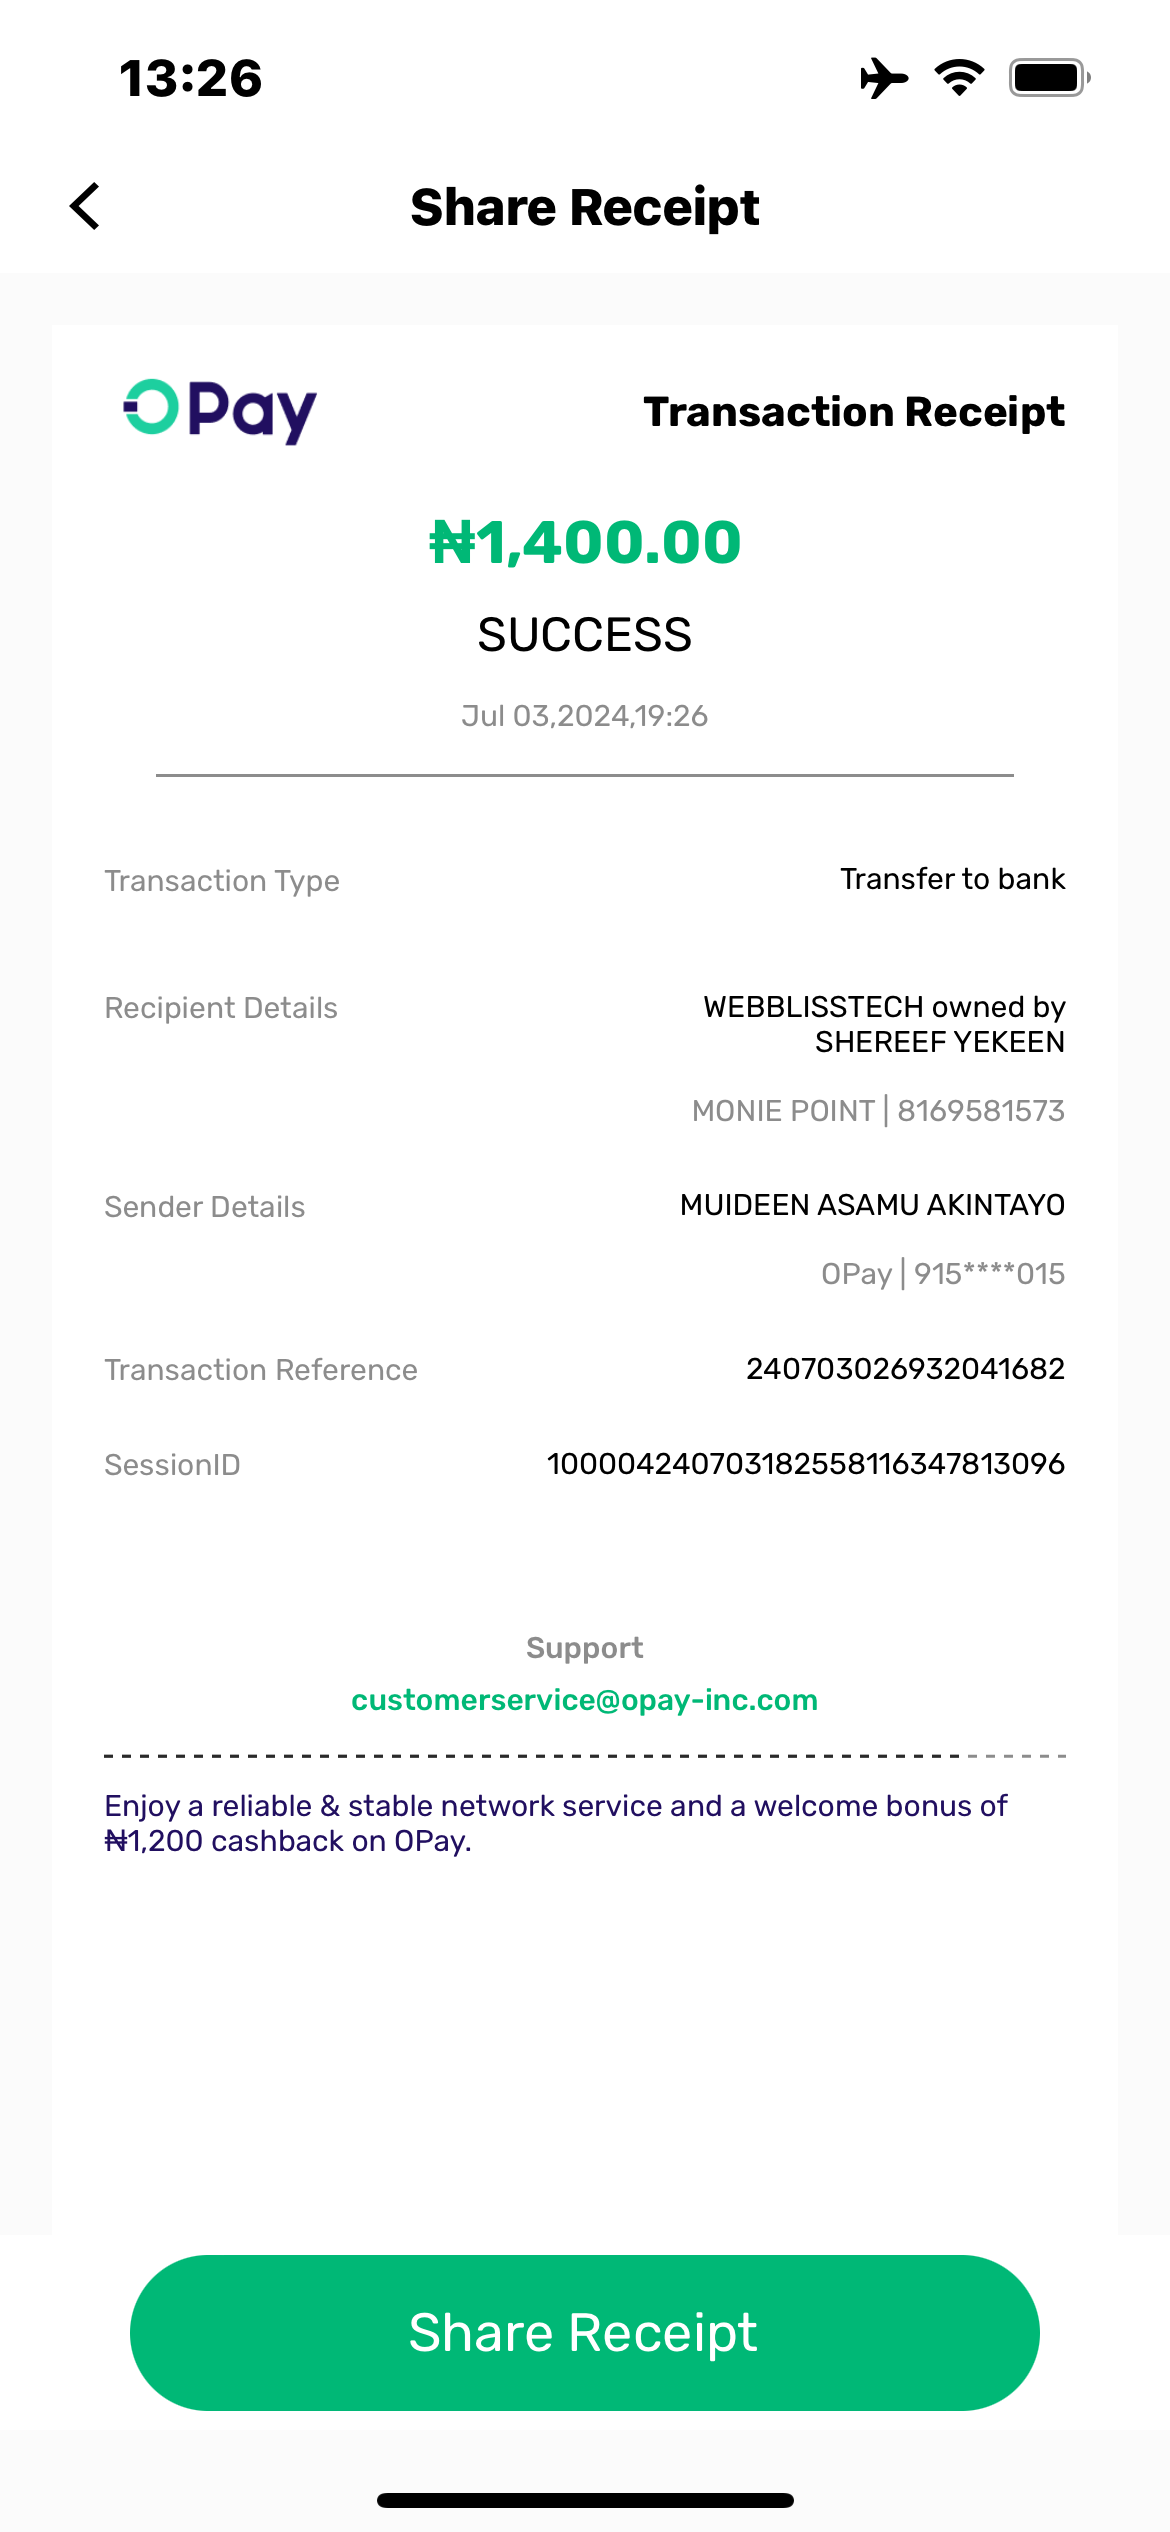 13:26
Share Receipt
OPay
Transaction Receipt
₦1,400.00
SUCCESS
Jul 03,2024,19:26
Transaction Type
Transfer to bank
Recipient Details
WEBBLISSTECH owned by
SHEREEF YEKEEN
MONIE POINT | 8169581573
Sender Details
MUIDEEN ASAMU AKINTAYO
OPay | 915****015
Transaction Reference
240703026932041682
SessionID
100004240703182558116347813096
Support
customerservice@opay-inc.com
Enjoy a reliable & stable network service and a welcome bonus of
₦1,200 cashback on OPay.
Share Receipt